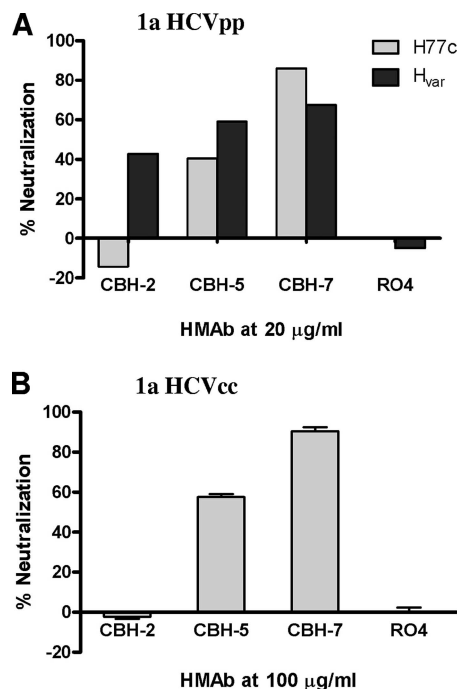 A
1a HCVpp
H77c
Hvar
% Neutralization
100
80
60
40
20
0
-20
CBH-2 CBH-5 CBH-7 RO4
HMAb at 20 µg/ml
B
1a HCVcc
% Neutralization
100
80
60
40
20
0
-20
CBH-2 CBH-5 CBH-7 RO4
HMAb at 100 µg/ml